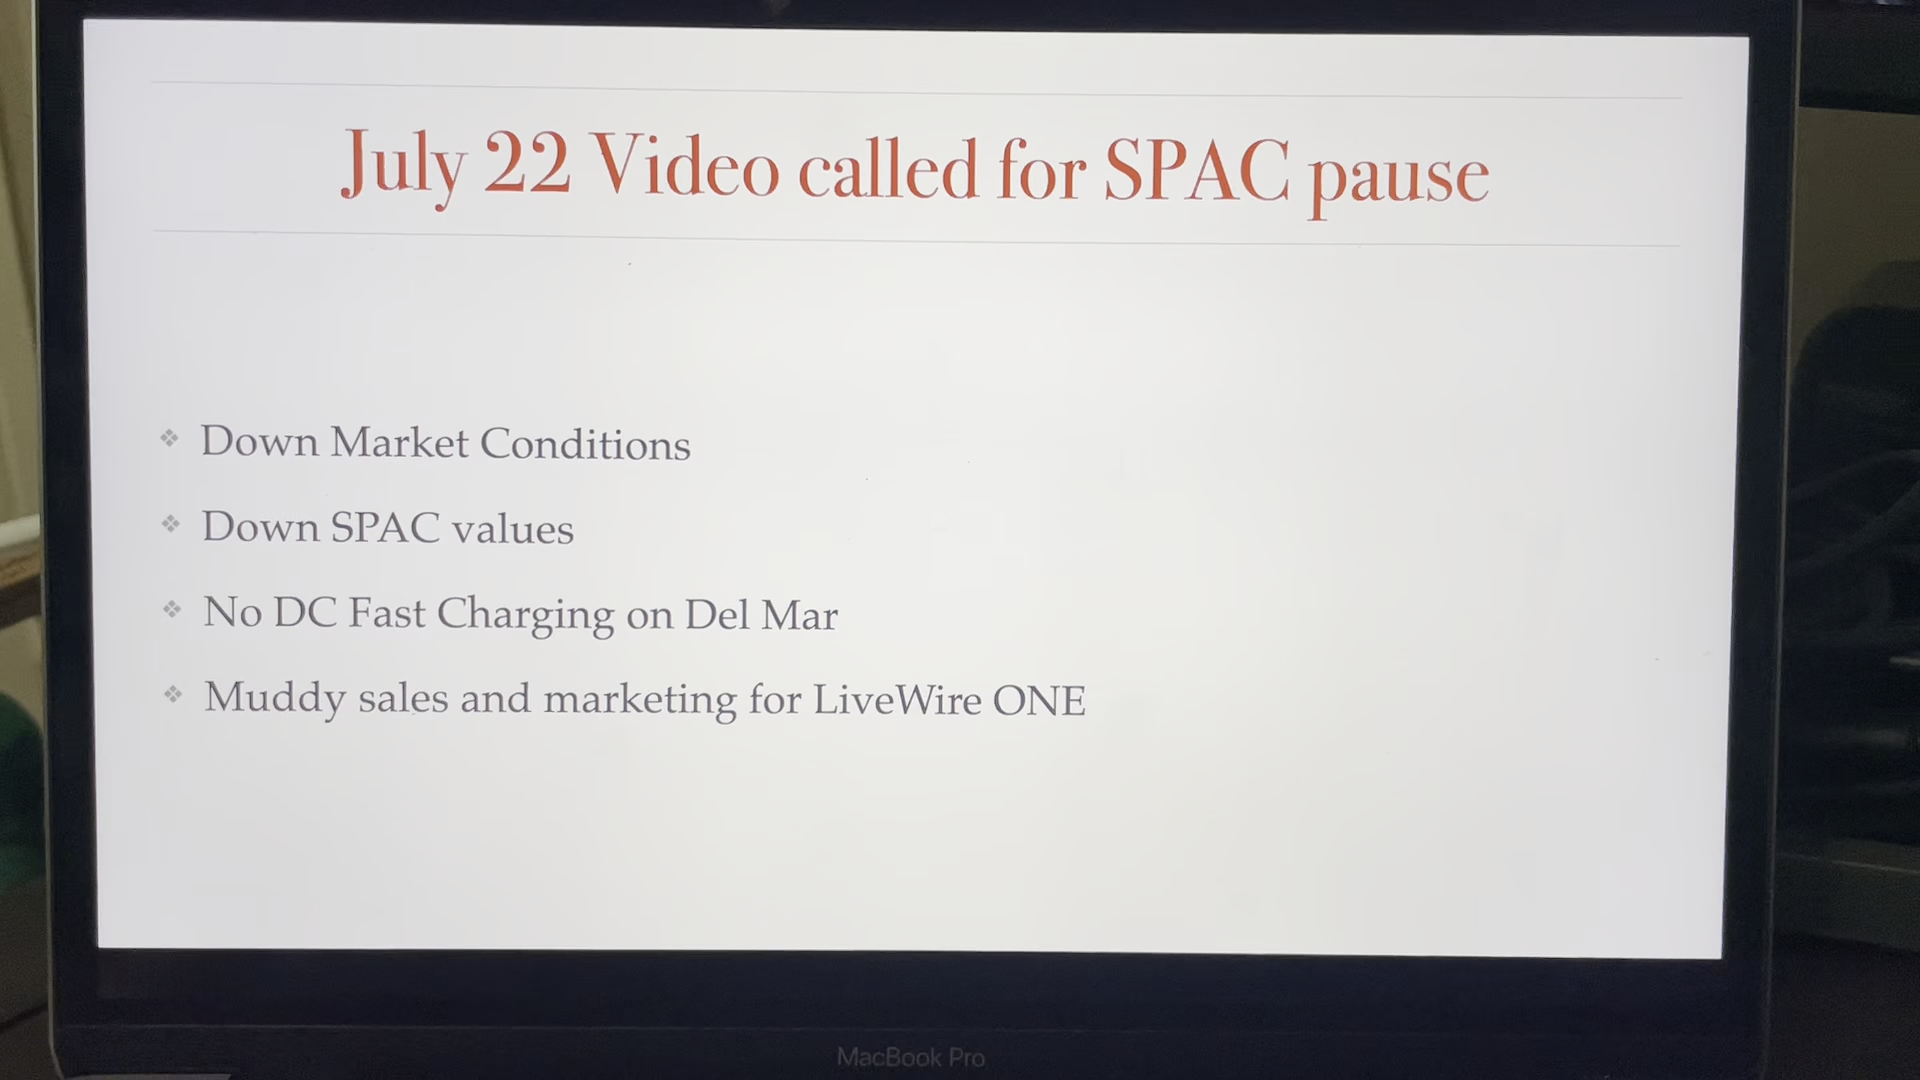 July 22 Video called for SPAC pause
Down Market Conditions
Down SPAC values
No DC Fast Charging on Del Mar
Muddy sales and marketing for LiveWire ONE
MacBook Pro